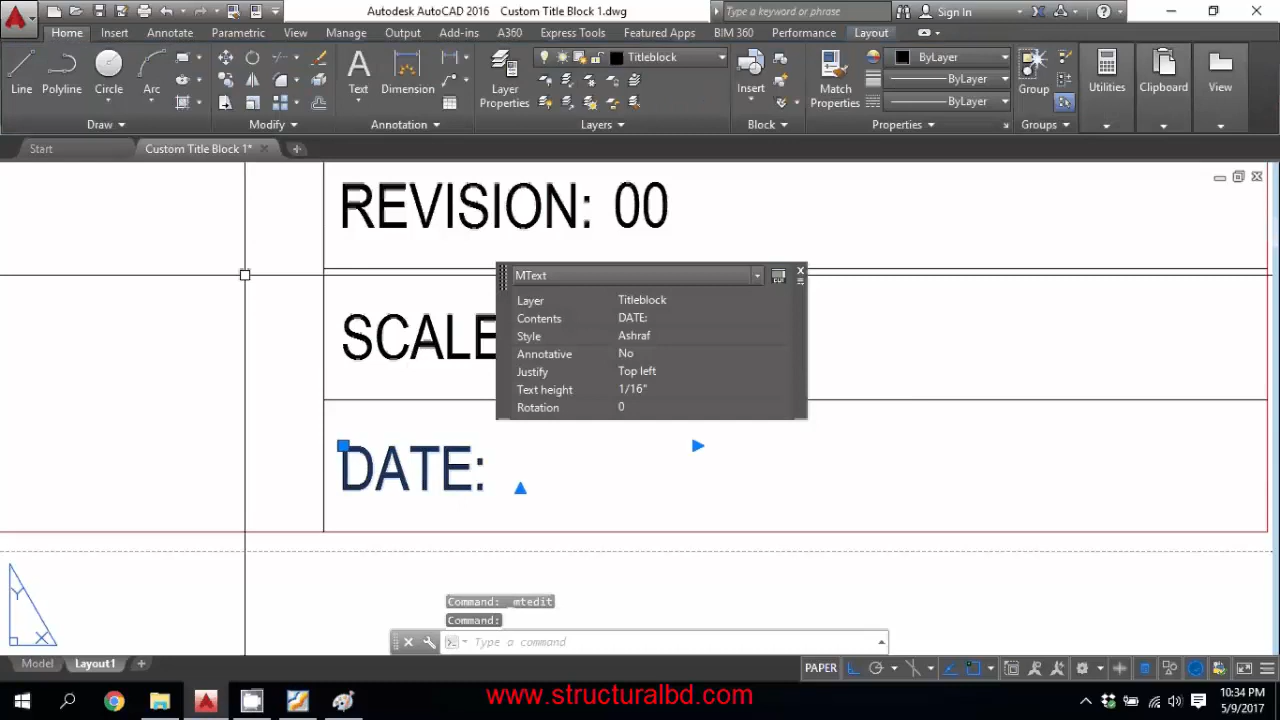 Autodesk AutoCAD 2016 Custom Title Block 1.dwg
Type a keyword or phrase
Sign In
Home Insert Annotate Parametric View Manage Output Add-ins A360 Express Tools Featured Apps BIM 360 Performance Layout
Line Polyline Circle Arc
Text Dimension
Layer Properties
Titleblock
Insert
Match Properties
ByLayer
ByLayer
ByLayer
Group
Utilities Clipboard View
Draw Modify Annotation Layers Block Properties Groups
Start Custom Title Block 1*
REVISION: 00
MText
Layer Titleblock
Contents DATE:
Style Ashraf
Annotative No
Justify Top left
Text height 1/16"
Rotation 0
SCALE
DATE:
Y
X
Command: _mtedit
Command:
Type a command
Model Layout1
PAPER
www.structuralbd.com
10:34 PM
5/9/2017